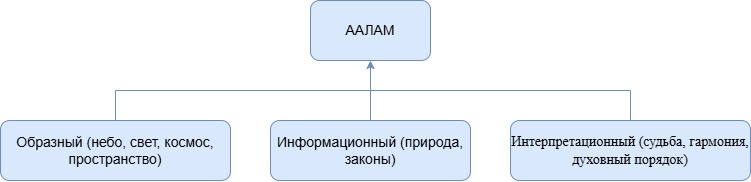 ААЛАМ
Образный (небо, свет, космос,
пространство)
Информационный (природа,
законы)
Интерпретационный (судьба, гармония,
духовный порядок)